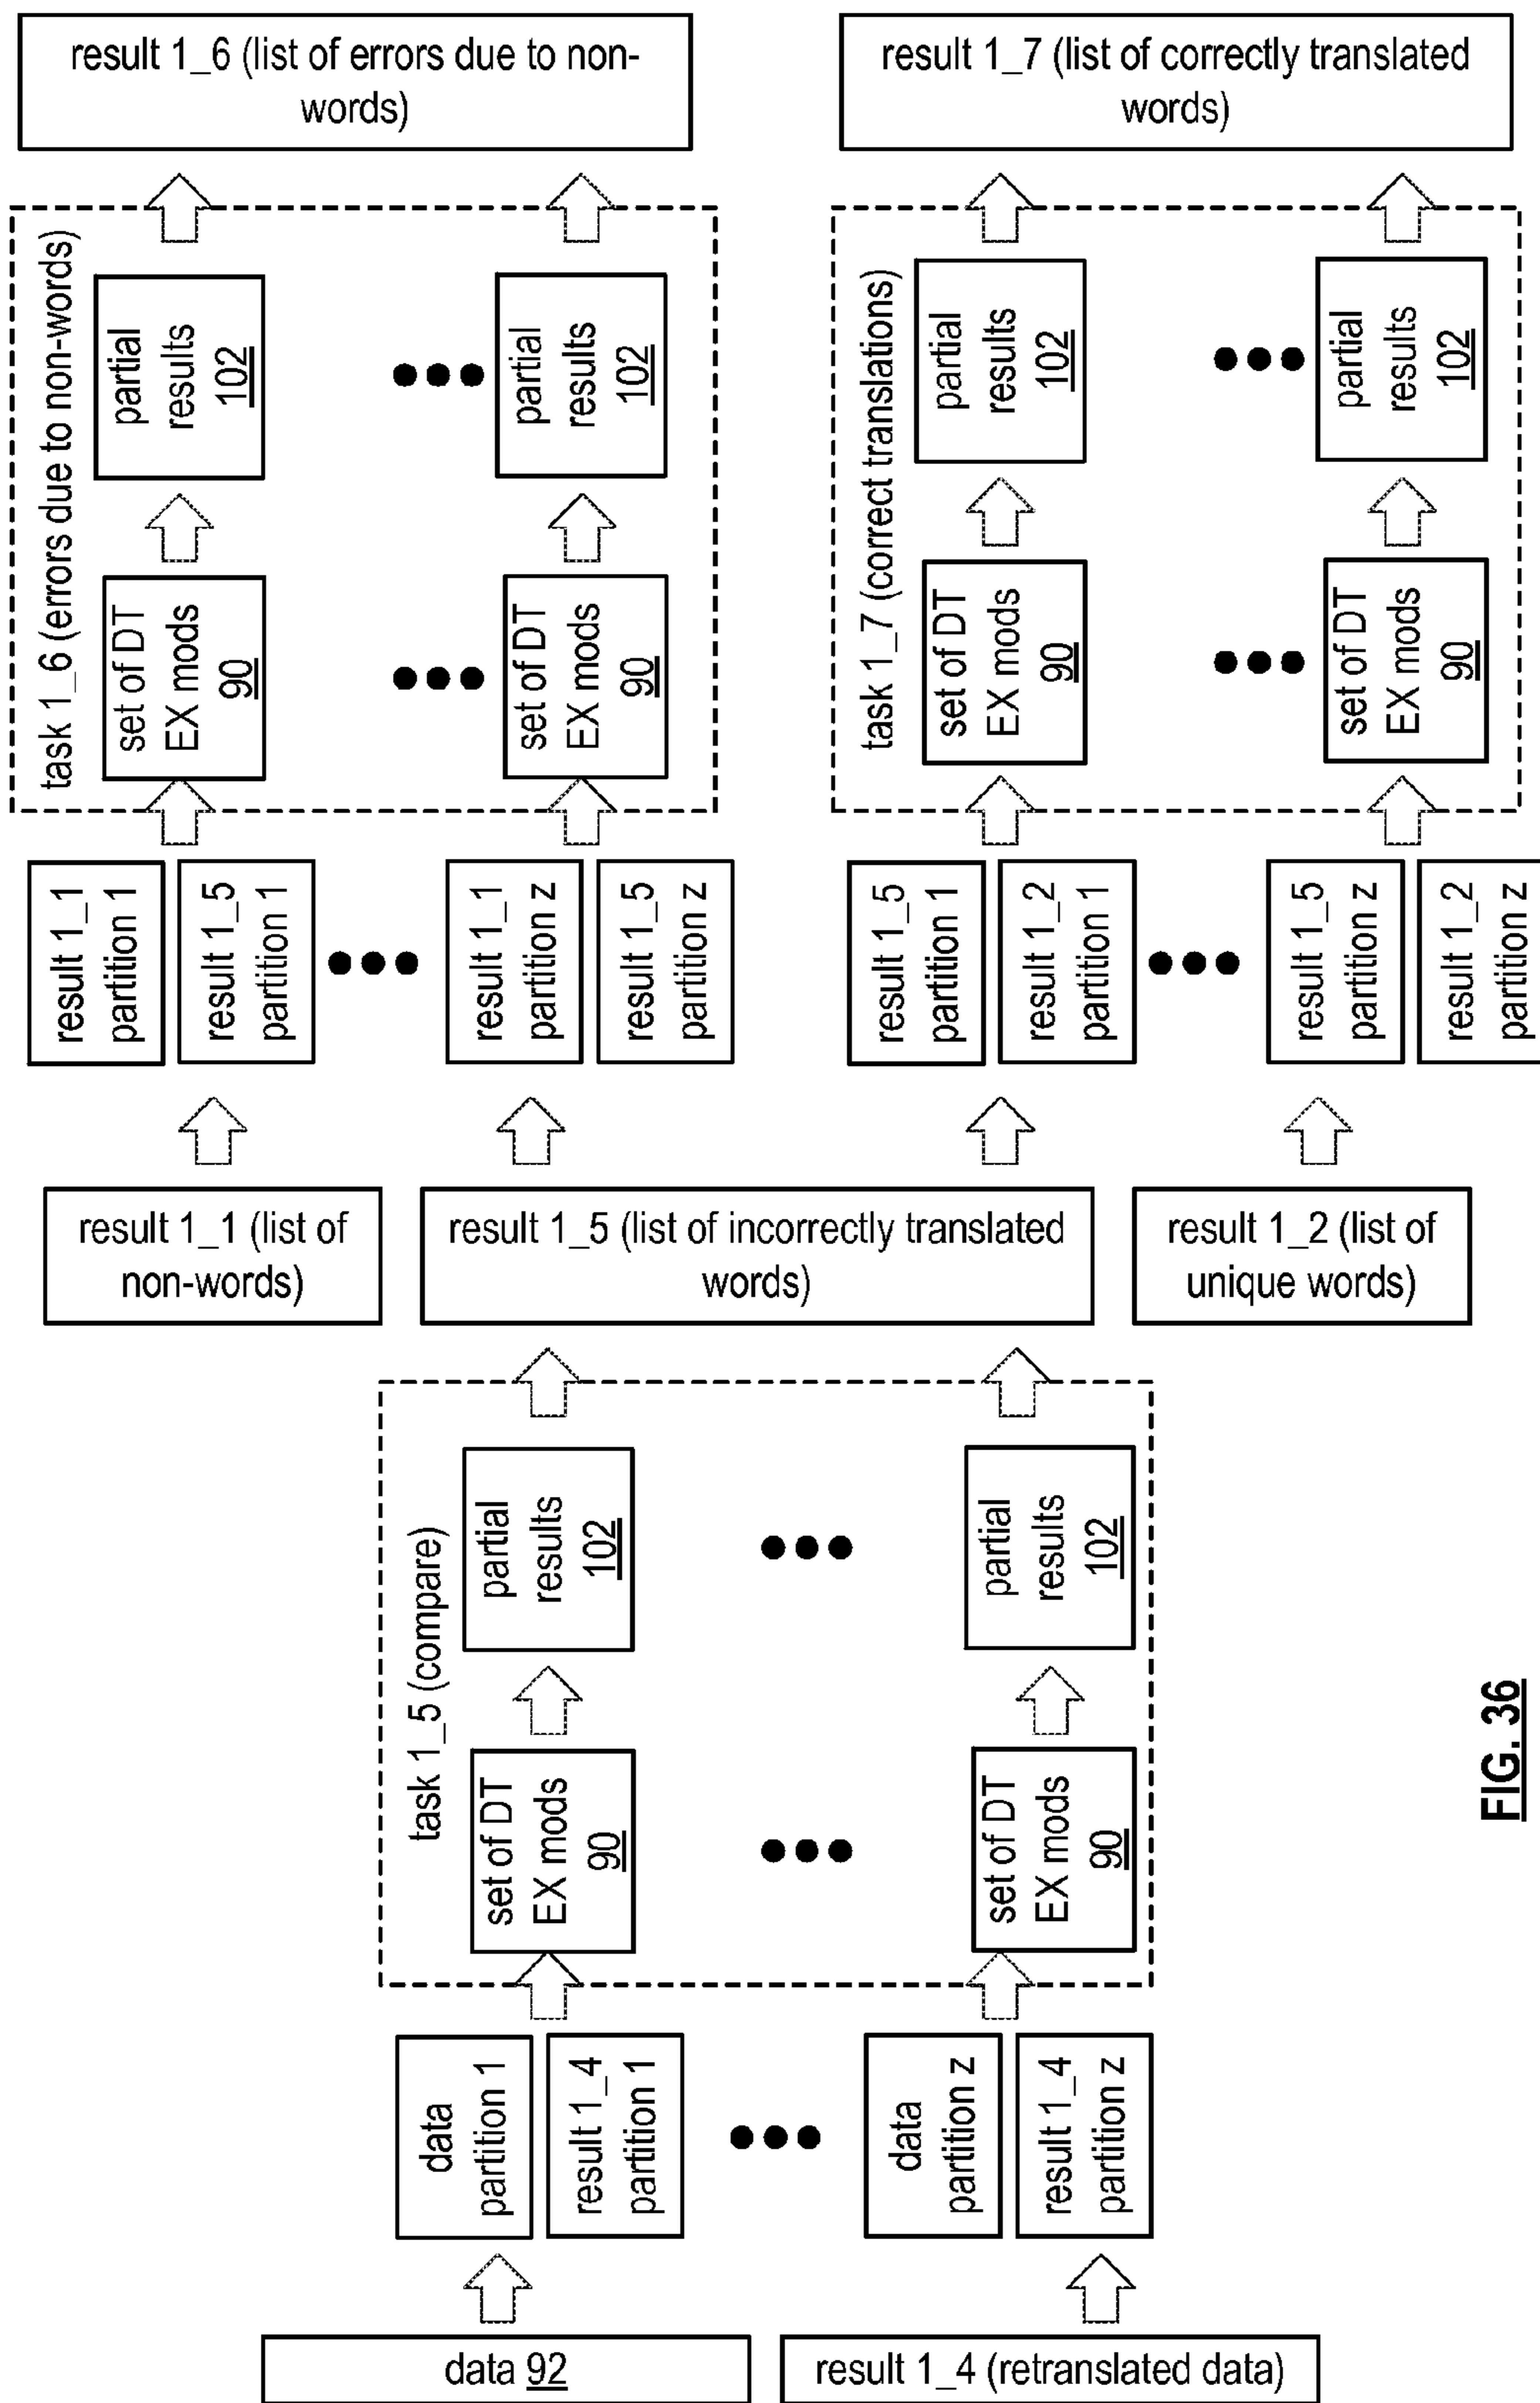 result 1_6 (list of errors due to non-
words)
result 1_7 (list of correctly translated
words)
task 1_6 (errors due to non-words)
set of DT
EX mods
90
partial
results
102
set of DT
EX mods
90
partial
results
102
task 1_7 (correct translations)
set of DT
EX mods
90
partial
results
102
set of DT
EX mods
90
partial
results
102
result 1_1
partition 1
result 1_5
partition 1
result 1_1
partition z
result 1_5
partition z
result 1_5
partition 1
result 1_2
partition 1
result 1_5
partition z
result 1_2
partition z
result 1_1 (list of
non-words)
result 1_5 (list of incorrectly translated
words)
result 1_2 (list of
unique words)
task 1_5 (compare)
set of DT
EX mods
90
partial
results
102
set of DT
EX mods
90
partial
results
102
data
partition 1
result 1_4
partition 1
data
partition z
result 1_4
partition z
data 92
result 1_4 (retranslated data)
FIG. 36